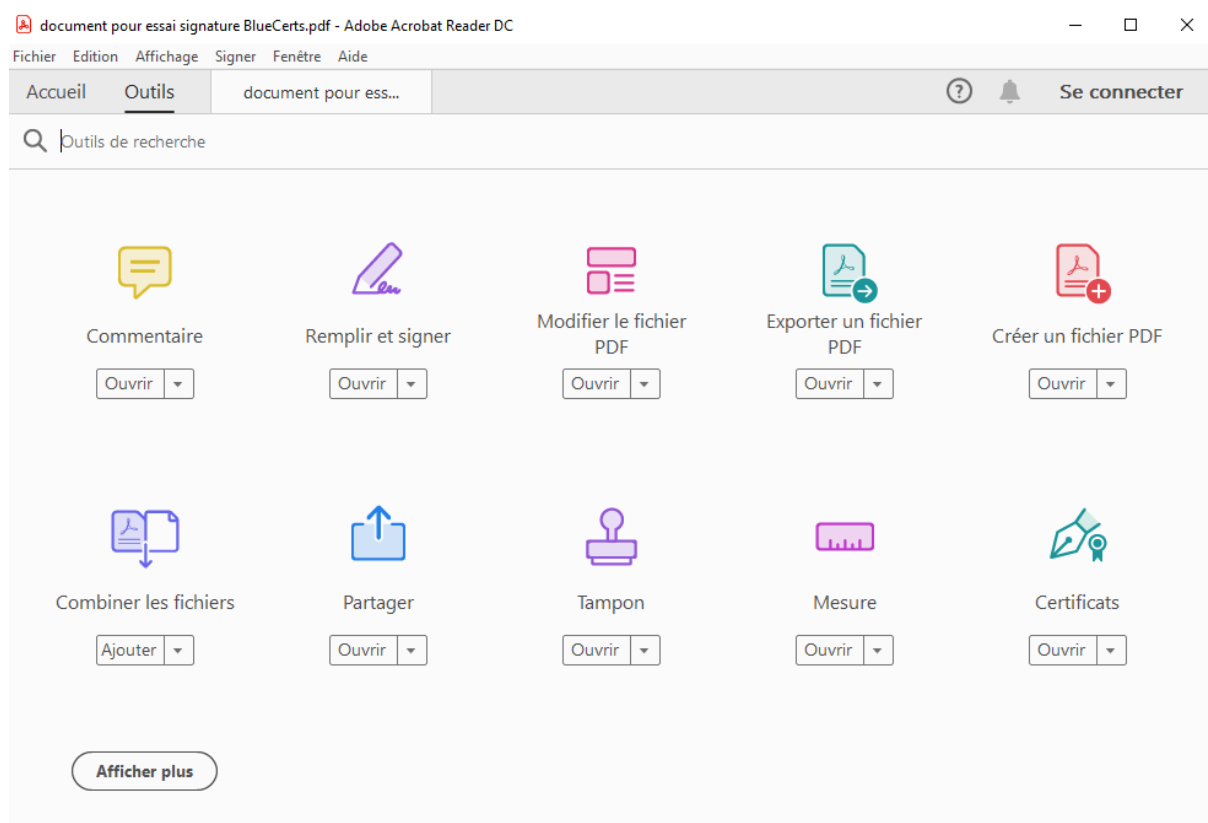 document pour essai signature BlueCerts.pdf - Adobe Acrobat Reader DC
Fichier Edition Affichage Signer Fenêtre Aide
Accueil Outils document pour ess... Se connecter
Outils de recherche
Commentaire
Ouvrir
Remplir et signer
Ouvrir
Modifier le fichier
PDF
Ouvrir
Exporter un fichier
PDF
Ouvrir
Créer un fichier PDF
Ouvrir
Combiner les fichiers
Ajouter
Partager
Ouvrir
Tampon
Ouvrir
Mesure
Ouvrir
Certificats
Ouvrir
Afficher plus